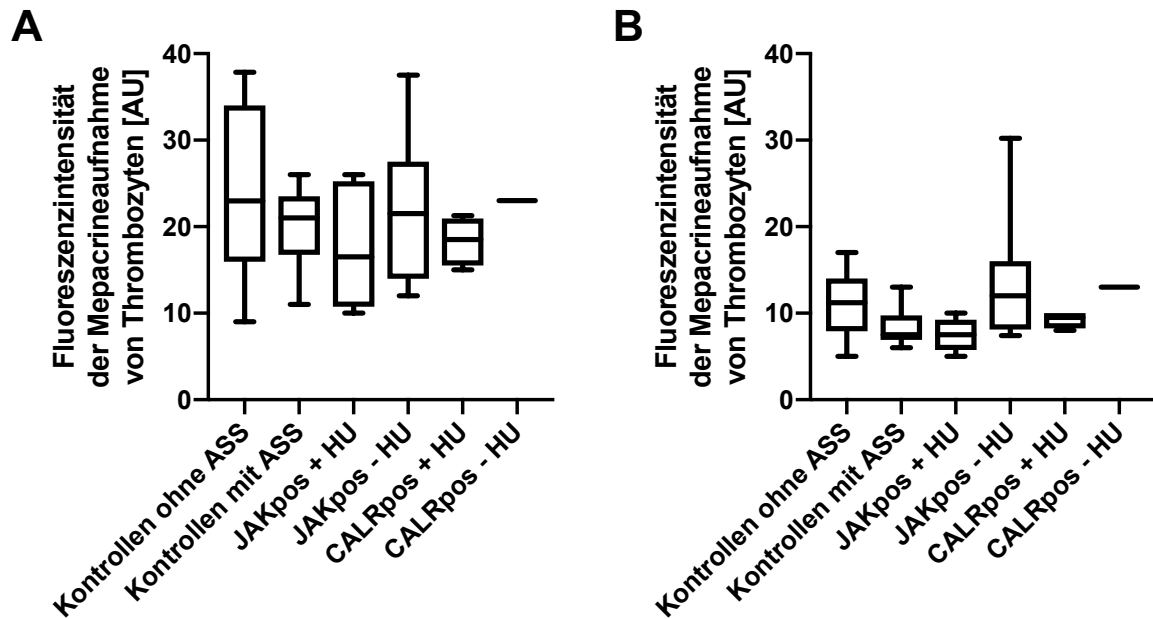 A
Fluoreszenzintensität
der Mepacrineaufnahme
von Thrombozyten [AU]
40
30
20
10
0
Kontrollen ohne ASS
Kontrollen mit ASS
JAKpos + HU
JAKpos - HU
CALRpos + HU
CALRpos - HU
B
Fluoreszenzintensität
der Mepacrineaufnahme
von Thrombozyten [AU]
40
30
20
10
0
Kontrollen ohne ASS
Kontrollen mit ASS
JAKpos + HU
JAKpos - HU
CALRpos + HU
CALRpos - HU